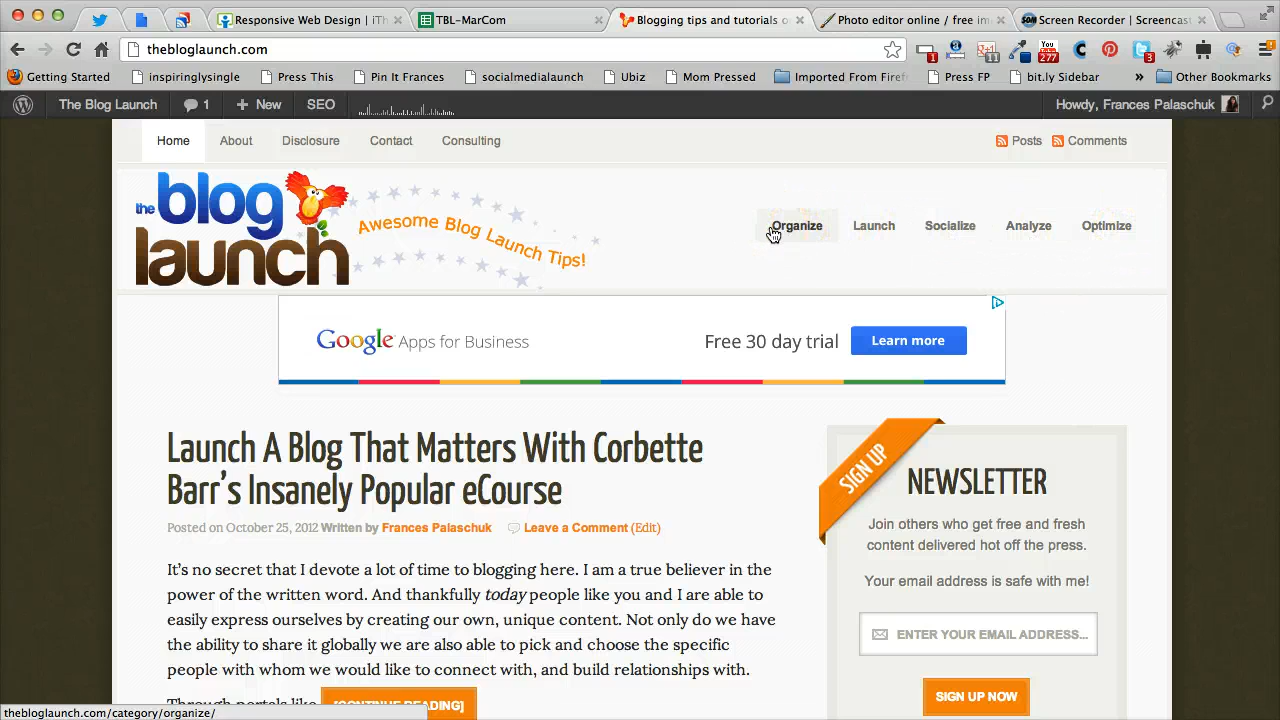 Responsive Web Design | iTh
TBL-MarCom
Blogging tips and tutorials o
Photo Editor online / free im
Screen Recorder | Screencast
thebloglaunch.com
1
11
You
277
3
Getting Started
inspiringlysingle
Press This
Pin It Frances
socialmedialaunch
Ubiz
Mom Pressed
Imported From Firef
Press FP
bit.ly Sidebar
»
Other Bookmarks
The Blog Launch
1
+ New
SEO
Howdy, Frances Palaschuk
Home
About
Disclosure
Contact
Consulting
Posts
Comments
the blog
launch
Awesome Blog Launch Tips!
Organize
Launch
Socialize
Analyze
Optimize
Google Apps for Business
Free 30 day trial
Learn more
Launch A Blog That Matters With Corbette
Barr's Insanely Popular eCourse
Posted on October 25, 2012 Written by Frances Palaschuk
Leave a Comment (Edit)
It's no secret that I devote a lot of time to blogging here. I am a true believer in the
power of the written word. And thankfully today people like you and I are able to
easily express ourselves by creating our own, unique content. Not only do we have
the ability to share it globally we are also able to pick and choose the specific
people with whom we would like to connect with, and build relationships with.
Through portals like
[CONTINUE READING]
SIGN UP
NEWSLETTER
Join others who get free and fresh
content delivered hot off the press.
Your email address is safe with me!
ENTER YOUR EMAIL ADDRESS...
SIGN UP NOW
thebloglaunch.com/category/organize/